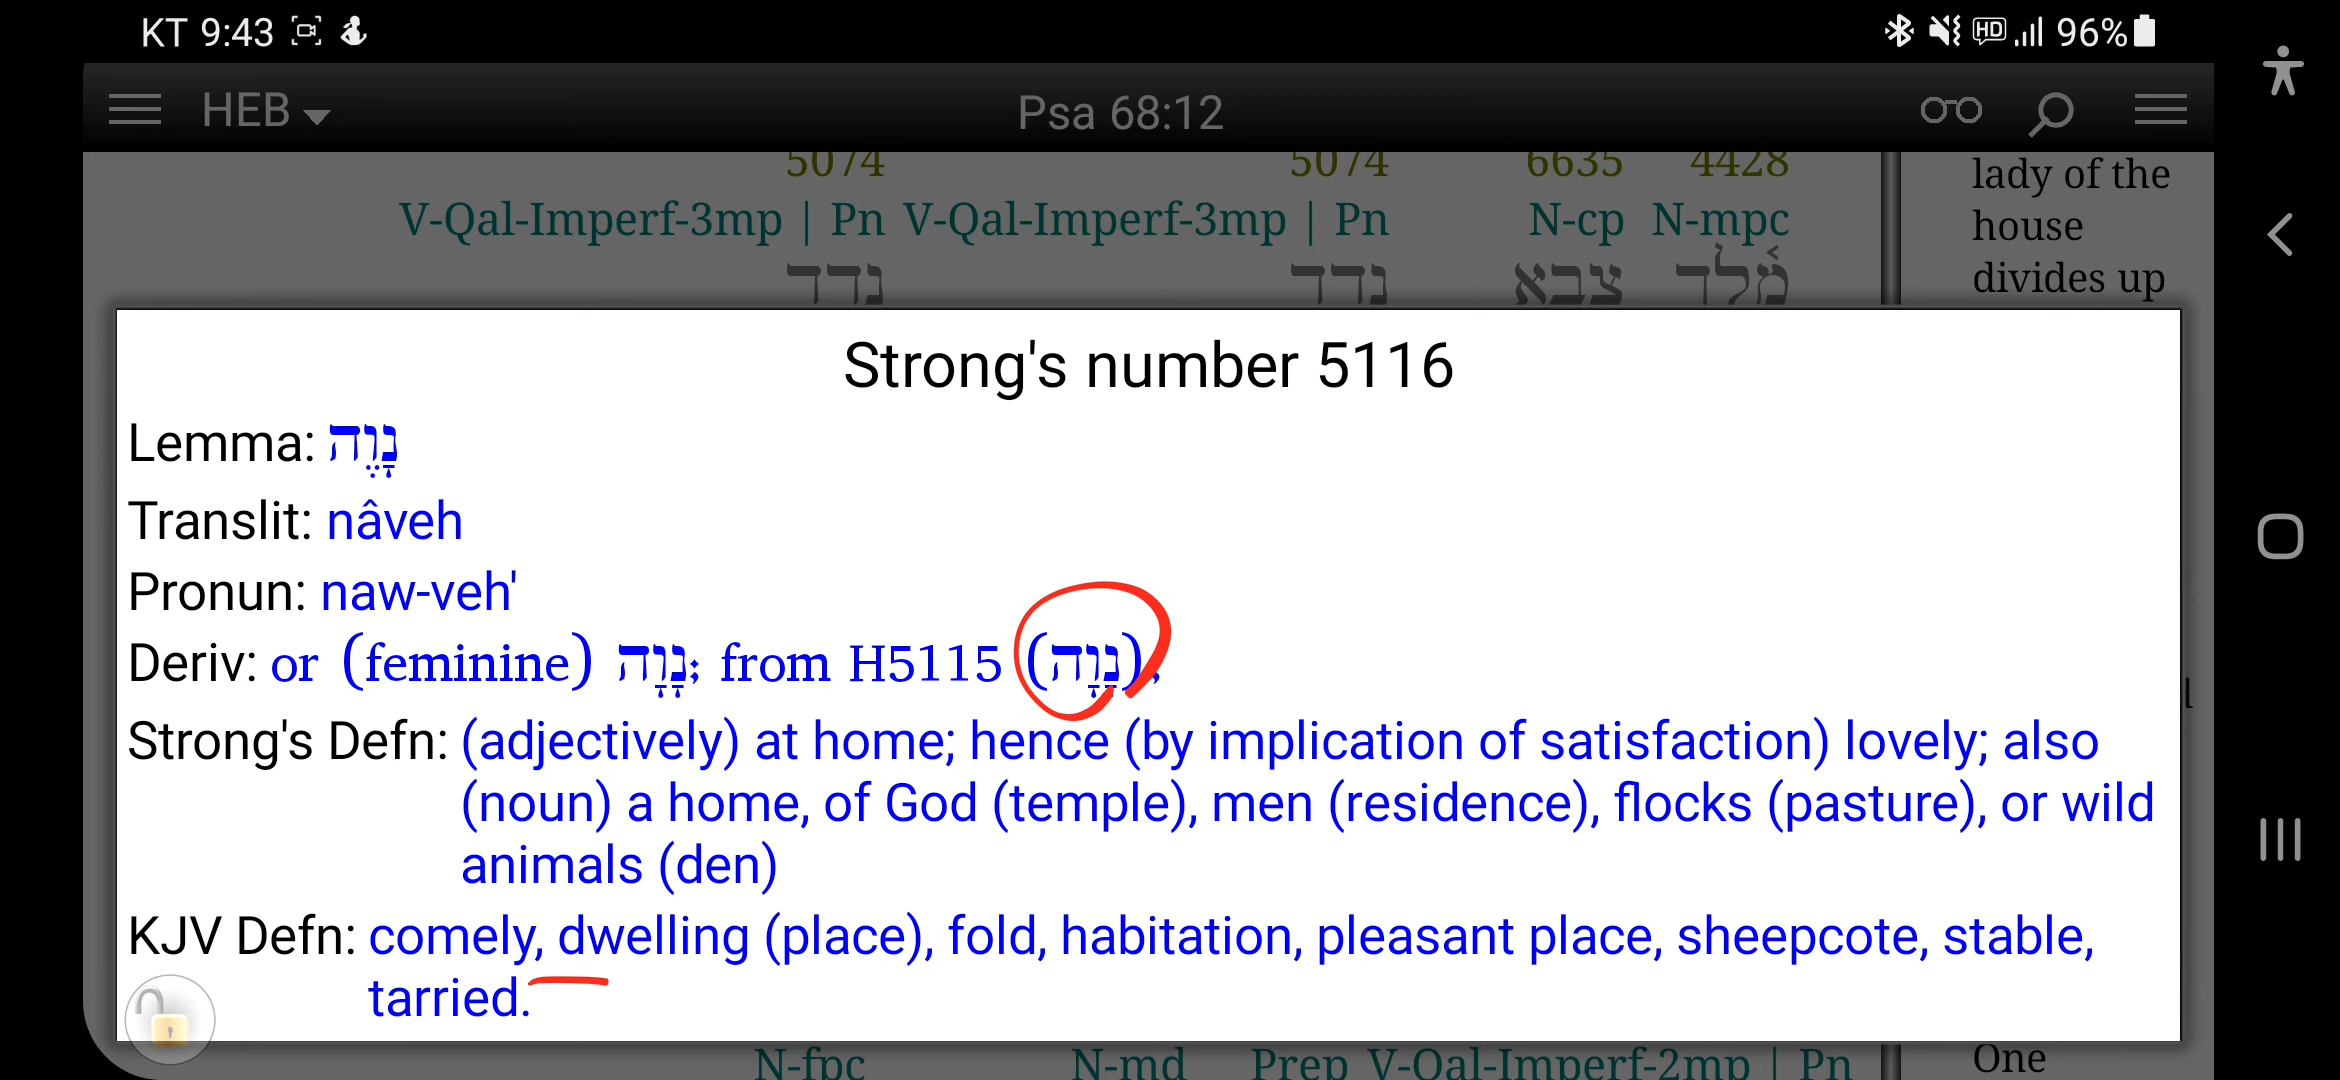 KT 9:43 HD 96%
HEB Psa 68:12
5074 5074 6635 4428
V-Qal-Imperf-3mp | Pn V-Qal-Imperf-3mp | Pn N-cp N-mpc
נדד נדד צבא מֶ֫לֶך
lady of the
house
divides up
Strong's number 5116
Lemma: נָוֶה
Translit: nâveh
Pronun: naw-veh'
Deriv: or (feminine) נָוָה; from H5115 (נָוָה);
Strong's Defn: (adjectively) at home; hence (by implication of satisfaction) lovely; also
(noun) a home, of God (temple), men (residence), flocks (pasture), or wild
animals (den)
KJV Defn: comely, dwelling (place), fold, habitation, pleasant place, sheepcote, stable,
tarried.
N-fpc N-md Prep V-Qal-Imperf-2mp | Pn
One